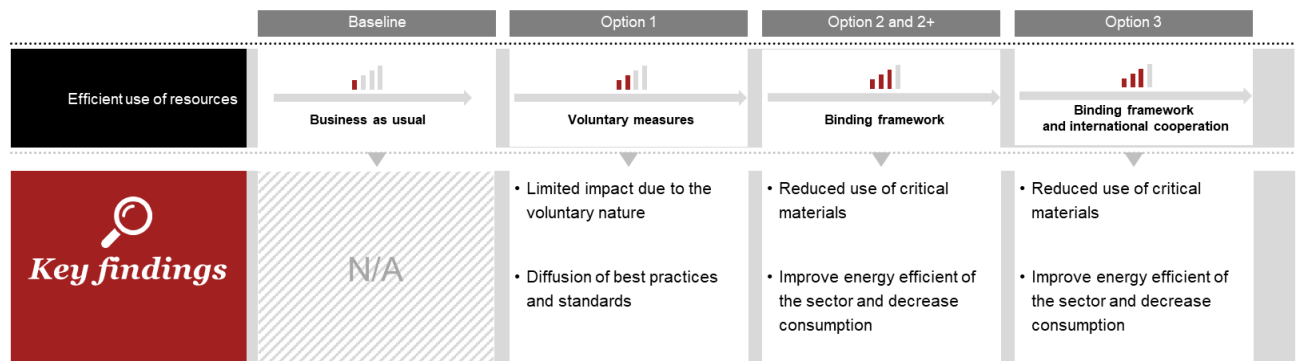 Baseline
Option 1
Option 2 and 2+
Option 3
Efficient use of resources
Business as usual
Voluntary measures
Binding framework
Binding framework
and international cooperation
Key findings
N/A
• Limited impact due to the
voluntary nature
• Diffusion of best practices
and standards
• Reduced use of critical
materials
• Improve energy efficient of
the sector and decrease
consumption
• Reduced use of critical
materials
• Improve energy efficient of
the sector and decrease
consumption